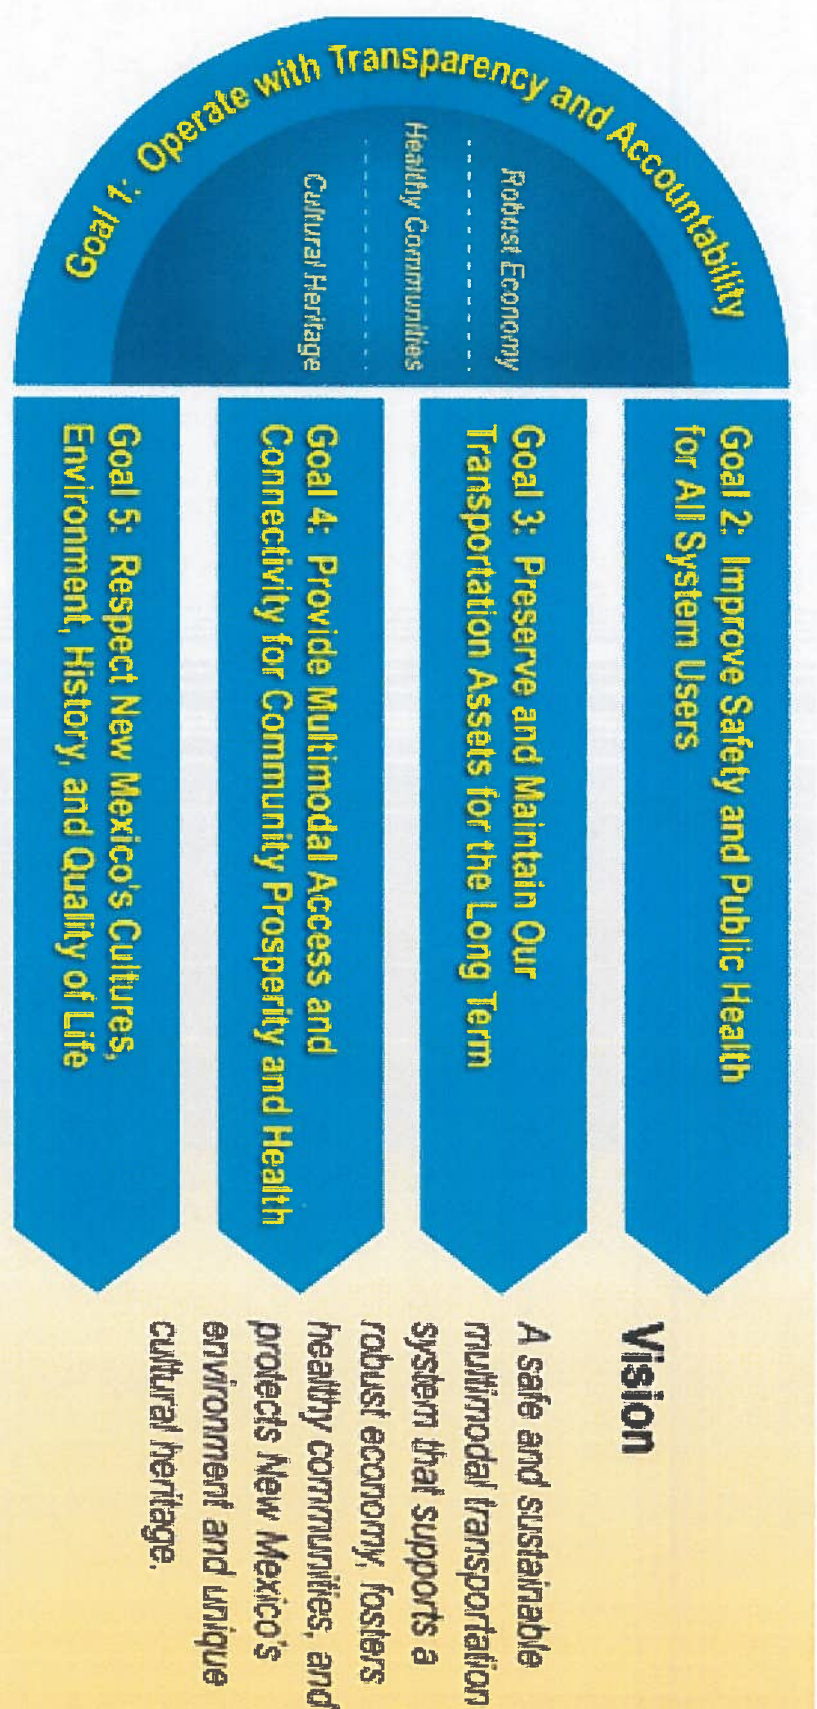 Goal 1: Operate with Transparency and Accountability
Robust Economy
Healthy Communities
Cultural Heritage
Goal 2: Improve Safety and Public Health
for All System Users
Goal 3: Preserve and Maintain Our
Transportation Assets for the Long Term
Goal 4: Provide Multimodal Access and
Connectivity for Community Prosperity and Health
Goal 5: Respect New Mexico's Cultures,
Environment, History, and Quality of Life
Vision
A safe and sustainable
multimodal transportation
system that supports a
robust economy, fosters
healthy communities, and
protects New Mexico's
environment and unique
cultural heritage.